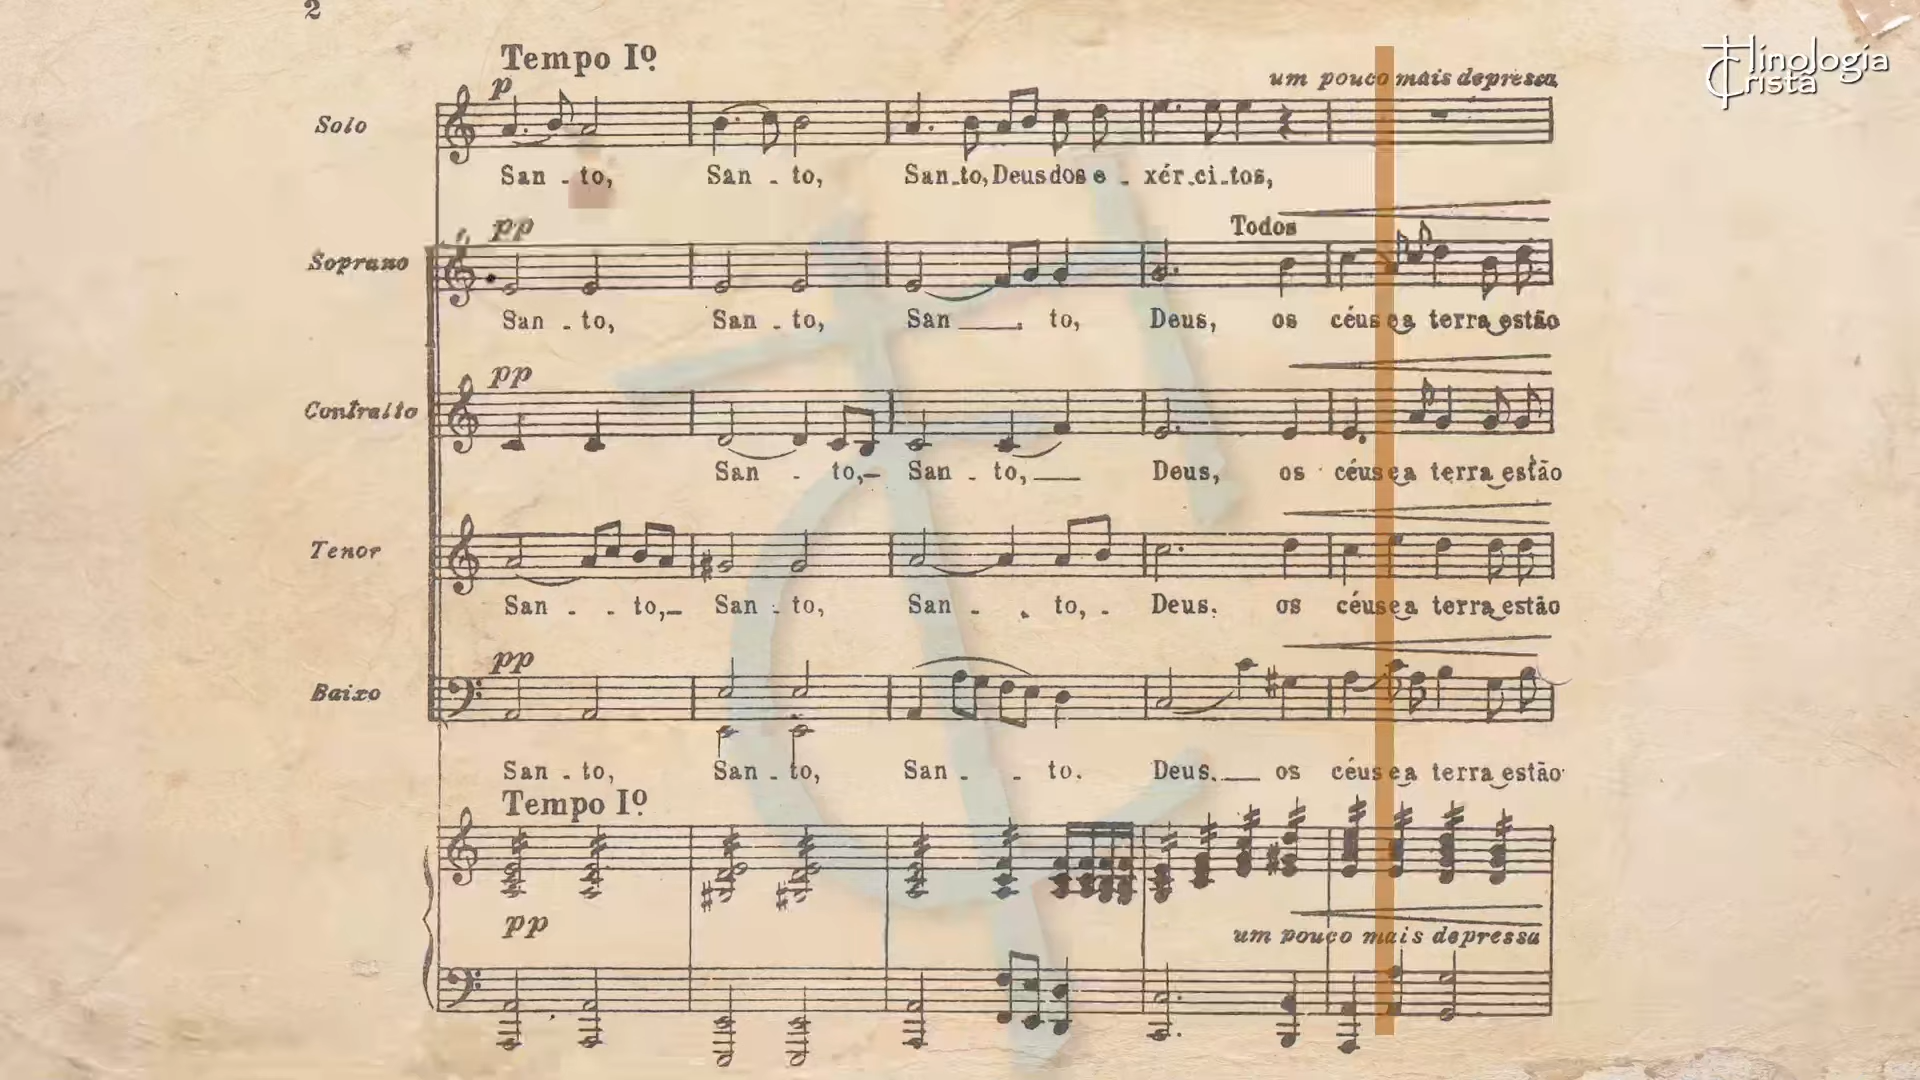 2
Tempo Iº
Hinologia
Cristã
p
um pouco mais depressa
Solo
San - to, San - to, San-to, Deus dos e - xér-ci-tos,
pp
Todos
Soprano
San - to, San - to, San to, Deus, os céus e a terra estão
pp
Contralto
San - to, San - to, Deus, os céus e a terra estão
Tenor
San - - to, San - to, San - - to, - Deus. os céus e a terra estão
pp
Baixo
San - to, San - to, San - - to. Deus. os céus e a terra estão
Tempo Iº
pp
um pouco mais depressa